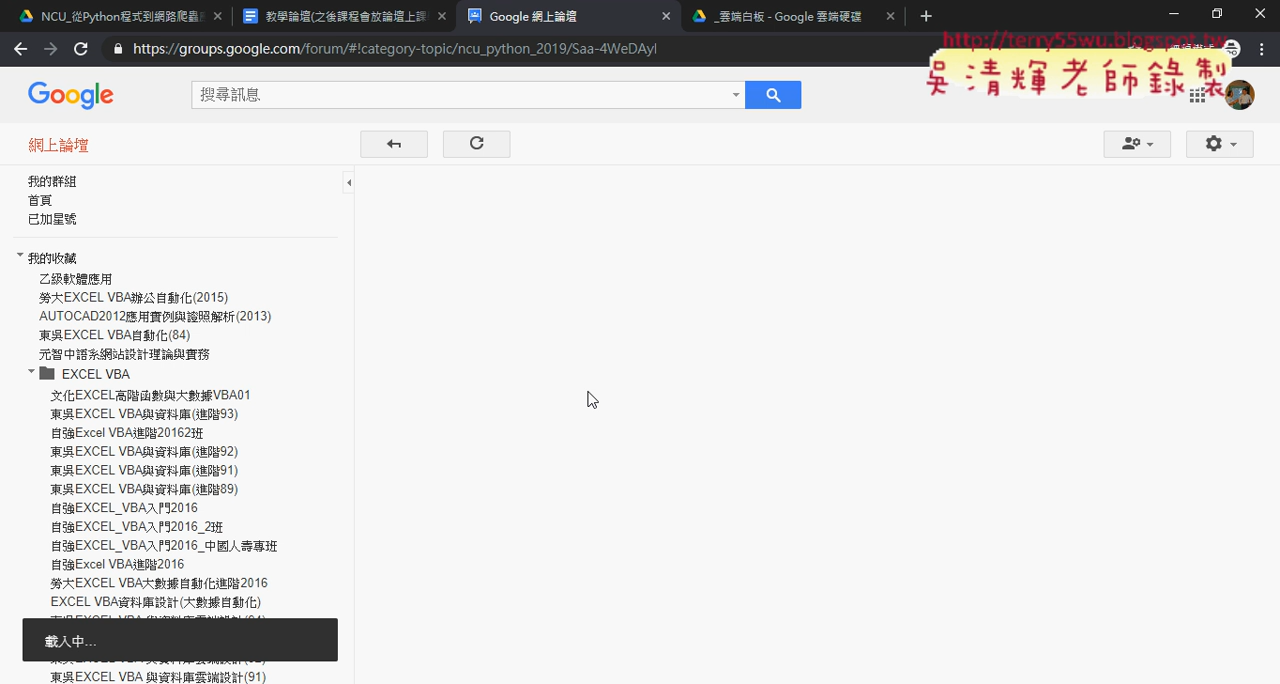 NCU_從Python程式到網路爬蟲
教學論壇(之後課程會放論壇上課
Google 網上論壇
_雲端白板 - Google 雲端硬碟
https://groups.google.com/forum/#!category-topic/ncu_python_2019/Saa-4WeDAyI
http://terry55wu.blogspot.tw
吳清輝老師錄製
Google
搜尋訊息
網上論壇
我的群組
首頁
已加星號
我的收藏
乙級軟體應用
勞大EXCEL VBA辦公自動化(2015)
AUTOCAD2012應用實例與證照解析(2013)
東吳EXCEL VBA自動化(84)
元智中語系網站設計理論與實務
EXCEL VBA
文化EXCEL高階函數與大數據VBA01
東吳EXCEL VBA與資料庫(進階93)
自強Excel VBA進階20162班
東吳EXCEL VBA與資料庫(進階92)
東吳EXCEL VBA與資料庫(進階91)
東吳EXCEL VBA與資料庫(進階89)
自強EXCEL_VBA入門2016
自強EXCEL_VBA入門2016_2班
自強EXCEL_VBA入門2016_中國人壽專班
自強Excel VBA進階2016
勞大EXCEL VBA大數據自動化進階2016
EXCEL VBA資料庫設計(大數據自動化)
載入中...
東吳EXCEL VBA 與資料庫雲端設計(91)